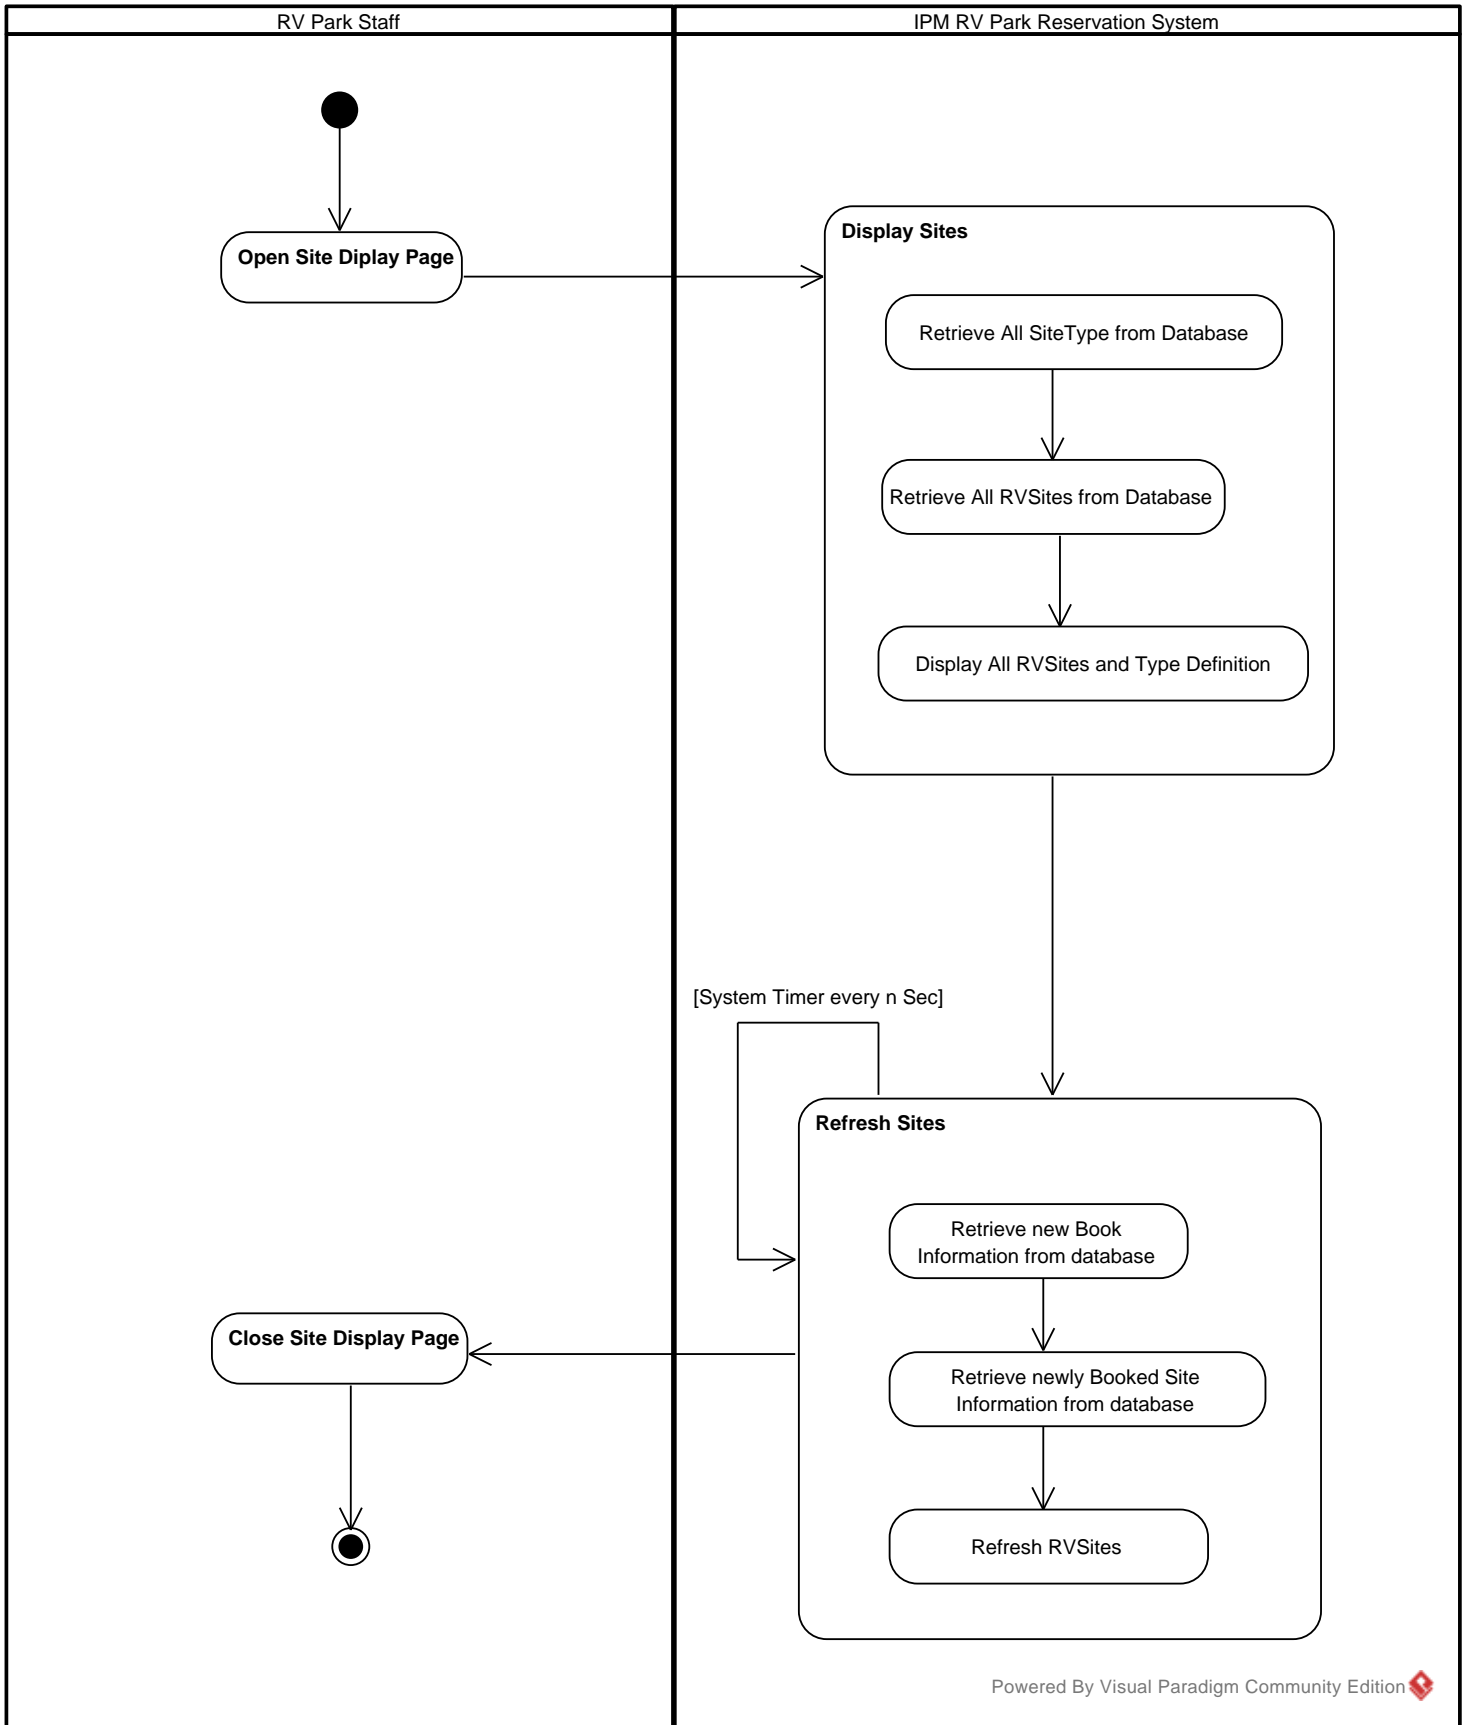 RV Park Staff
IPM RV Park Reservation System
Open Site Diplay Page
Display Sites
Retrieve All SiteType from Database
Retrieve All RVSites from Database
Display All RVSites and Type Definition
[System Timer every n Sec]
Refresh Sites
Retrieve new Book
Information from database
Close Site Display Page
Retrieve newly Booked Site
Information from database
Refresh RVSites
Powered By Visual Paradigm Community Edition